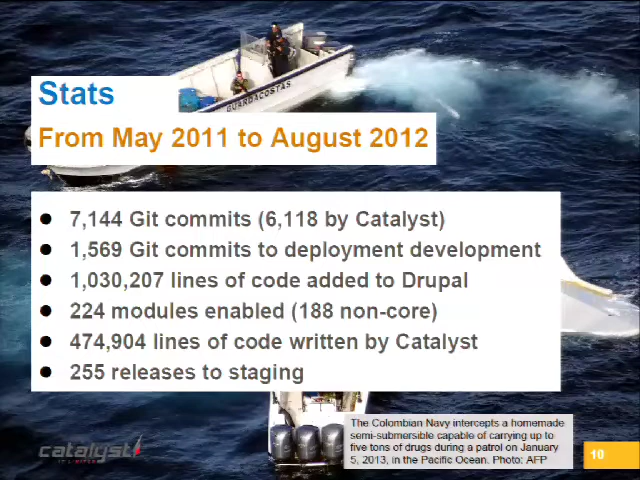 GUARDACOSTAS
Stats
From May 2011 to August 2012
● 7,144 Git commits (6,118 by Catalyst)
● 1,569 Git commits to deployment development
● 1,030,207 lines of code added to Drupal
● 224 modules enabled (188 non-core)
● 474,904 lines of code written by Catalyst
● 255 releases to staging
The Colombian Navy intercepts a homemade
semi-submersible capable of carrying up to
five tons of drugs during a patrol on January
5, 2013, in the Pacific Ocean. Photo: AFP
catalyst
10